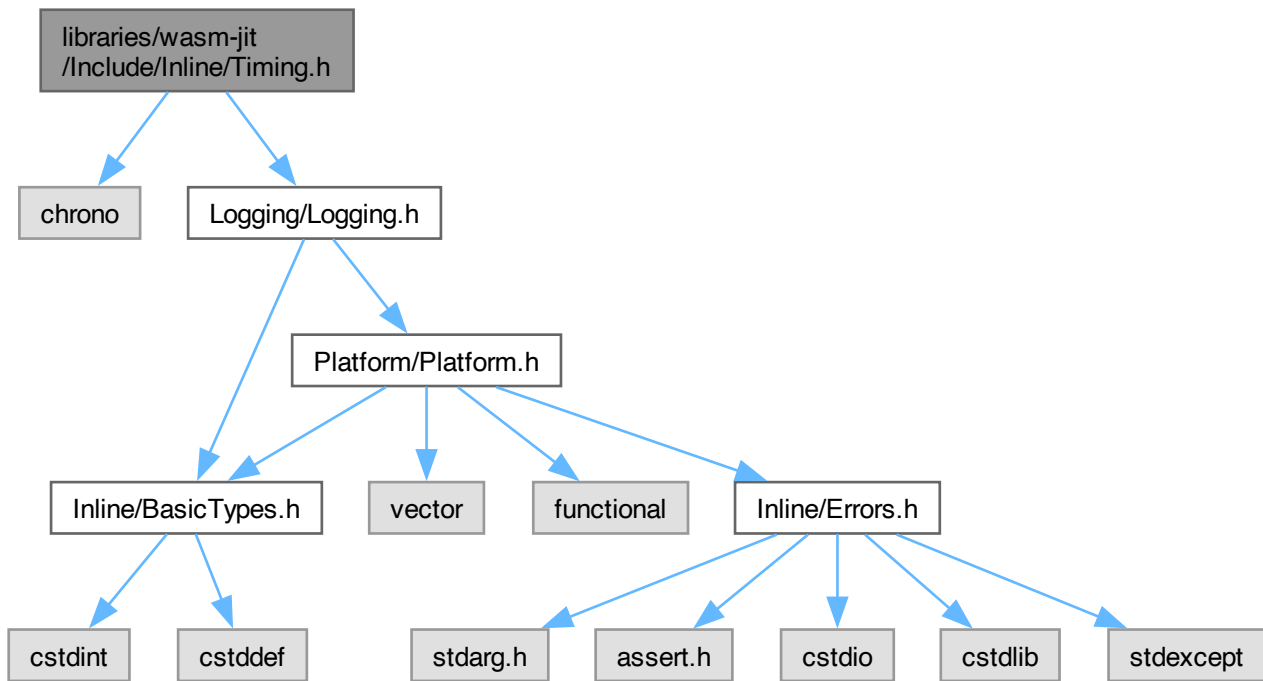 libraries/wasm-jit
/Include/Inline/Timing.h
chrono
Logging/Logging.h
Platform/Platform.h
Inline/BasicTypes.h
vector
functional
Inline/Errors.h
cstdint
cstddef
stdarg.h
assert.h
cstdio
cstdlib
stdexcept